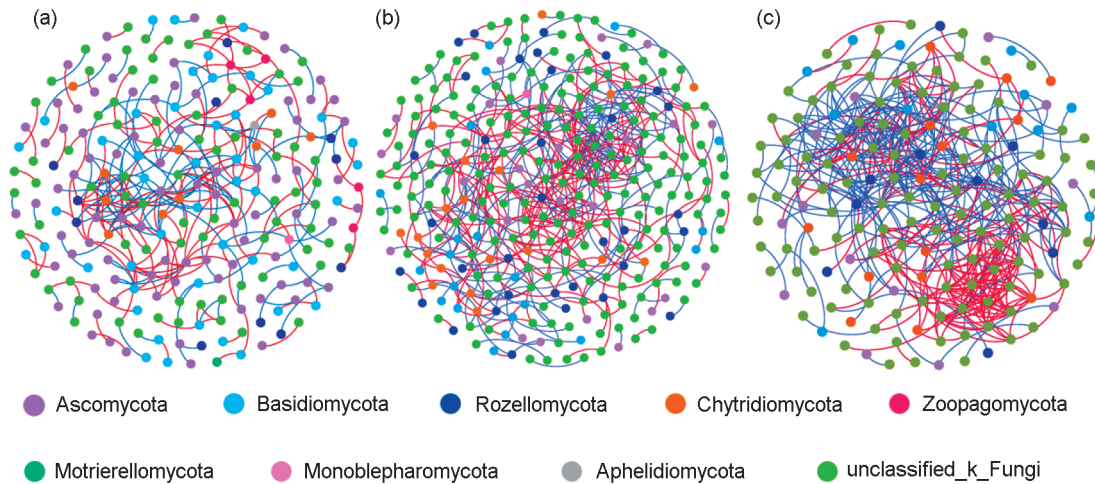 (a) (b) (c)
Ascomycota Basidiomycota Rozellomycota Chytridiomycota Zoopagomycota
Motrierellomycota Monoblepharomycota Aphelidiomycota unclassified_k_Fungi